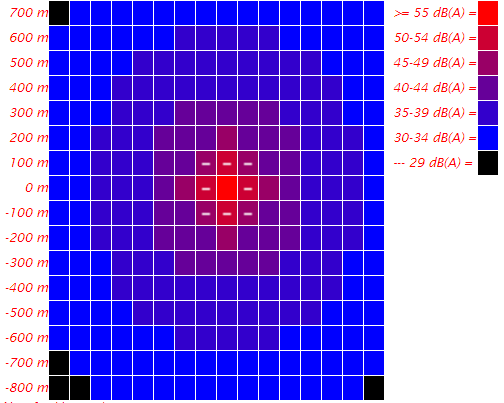 700 m
600 m
500 m
400 m
300 m
200 m
100 m
0 m
-100 m
-200 m
-300 m
-400 m
-500 m
-600 m
-700 m
-800 m
>= 55 dB(A) =
50-54 dB(A) =
45-49 dB(A) =
40-44 dB(A) =
35-39 dB(A) =
30-34 dB(A) =
--- 29 dB(A) =